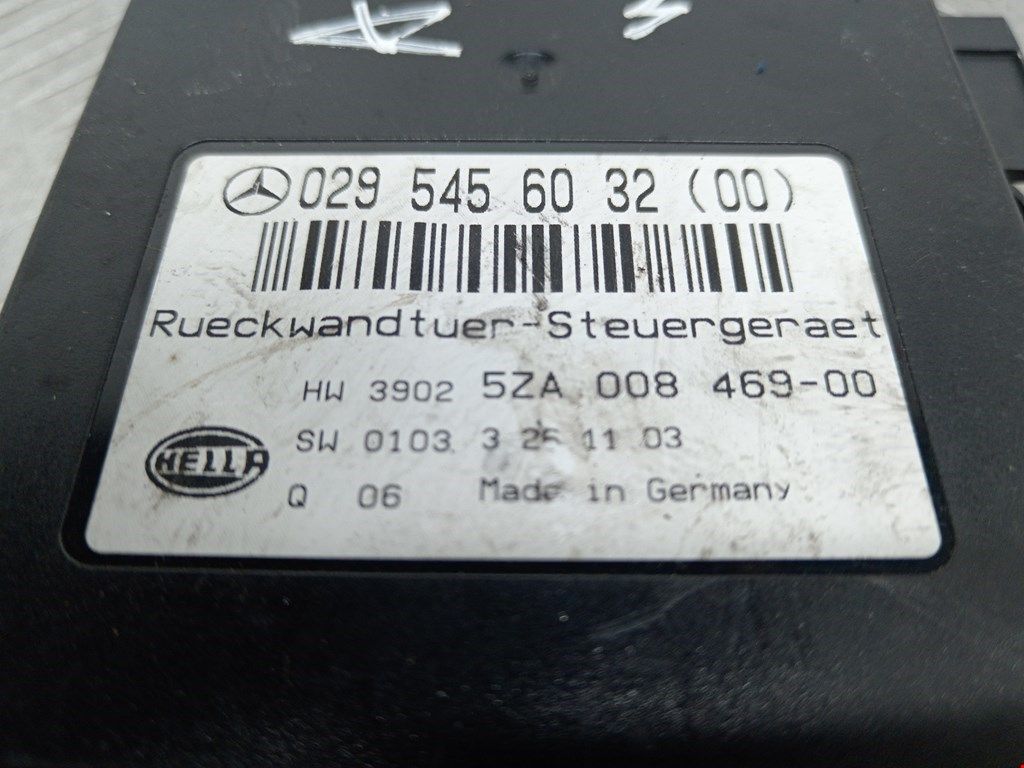 029 545 60 32 (00)
Rueckwandtuer-Steuergeraet
HW 3902 5ZA 008 469-00
HELLA SW 0103 3 11 03
Q 06 Made in Germany